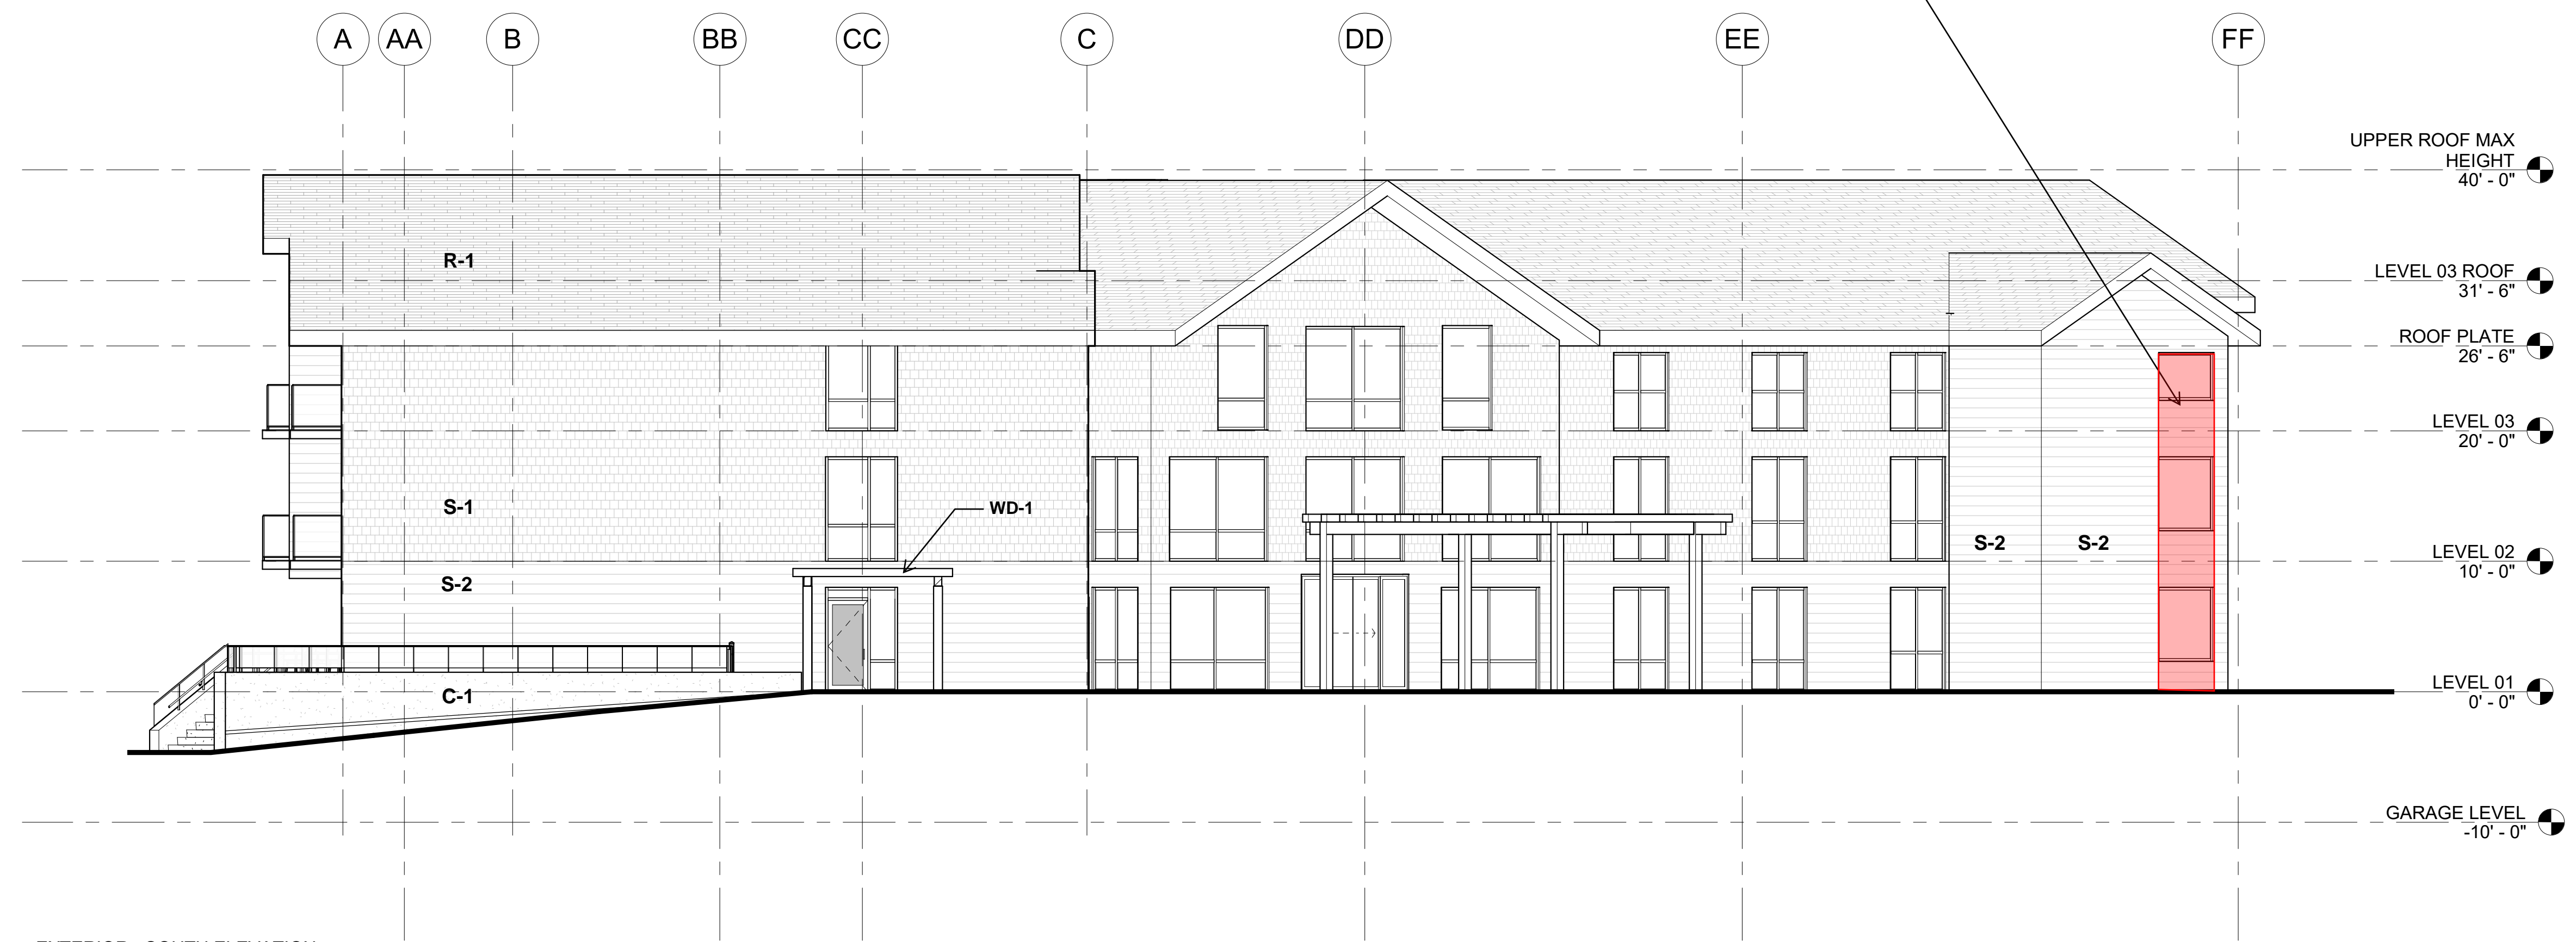 A
AA
B
BB
CC
C
DD
EE
FF
UPPER ROOF MAX
HEIGHT
40' - 0"
R-1
LEVEL 03 ROOF
31' - 6"
ROOF PLATE
26' - 6"
LEVEL 03
20' - 0"
S-1
WD-1
S-2
S-2
LEVEL 02
10' - 0"
S-2
C-1
LEVEL 01
0' - 0"
GARAGE LEVEL
-10' - 0"